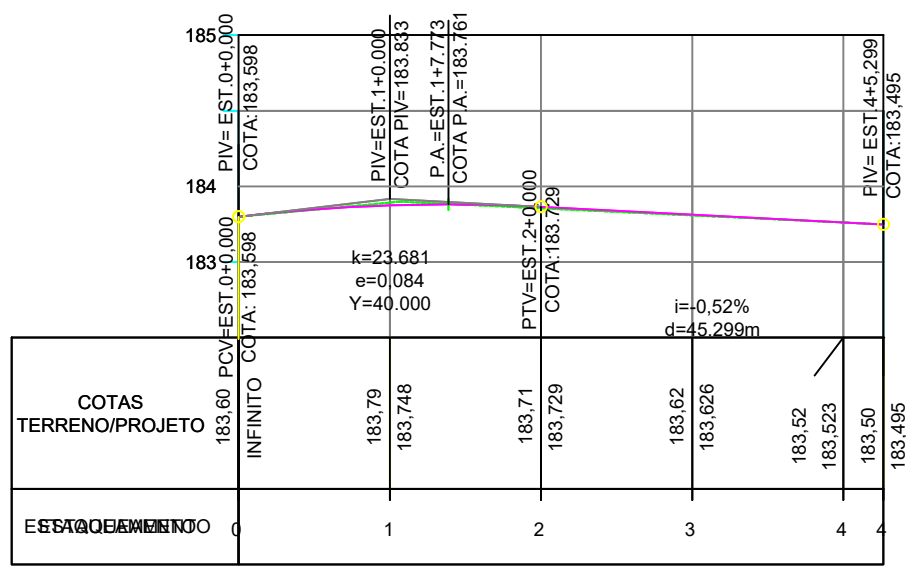 185
184
183
PIV= EST.0+0,000
COTA:183,598
PIV=EST.1+0.000
COTA PIV=183.833
P.A.=EST.1+7.773
COTA P.A.=183.761
PIV= EST.4+5,299
COTA:183,495
PCV=EST.0+0,000
COTA: 183,598
k=23.681
e=0,084
Y=40.000
PTV=EST.2+0.000
COTA:183.729
i=-0,52%
d=45.299m
COTAS
TERRENO/PROJETO
183,60
INFINITO
183,79
183,748
183,71
183,729
183,62
183,626
183,52
183,523
183,50
183,495
ESTAQUEAMENTO
0
1
2
3
4
4